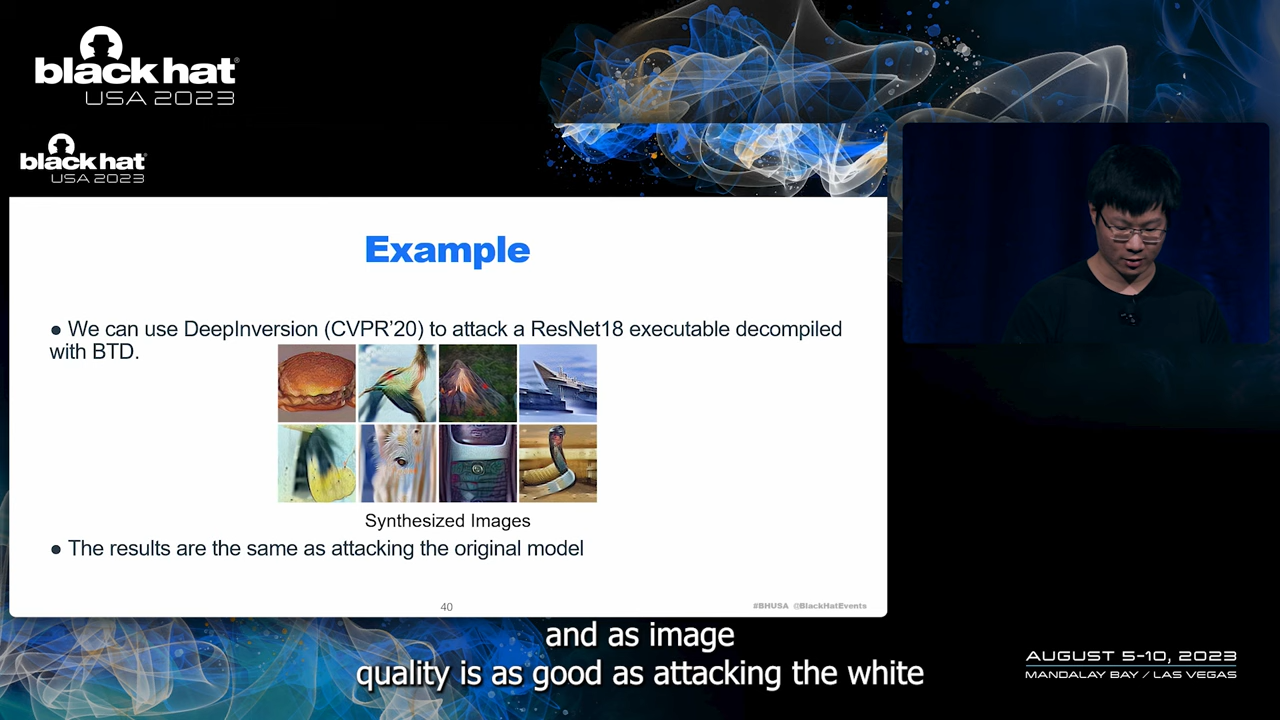 black hat
USA 2023
black hat
USA 2023
Example
● We can use DeepInversion (CVPR’20) to attack a ResNet18 executable decompiled
with BTD.
Synthesized Images
● The results are the same as attacking the original model
40
#BHUSA @BlackHatEvents
and as image
quality is as good as attacking the white
AUGUST 5-10, 2023
MANDALAY BAY / LAS VEGAS